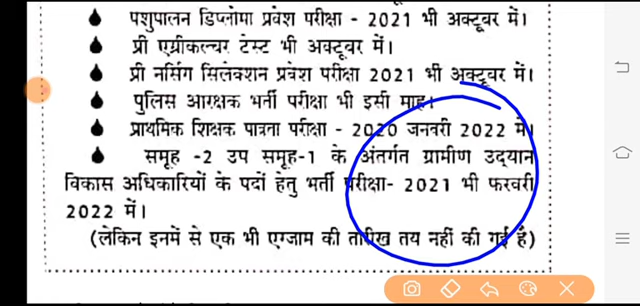 पशुपालन डिप्लोमा प्रवेश परीक्षा - 2021 भी अक्टूबर में।
प्री एग्रीकल्चर टेस्ट भी अक्टूबर में।
प्री नर्सिंग सिलेक्शन प्रवेश परीक्षा 2021 भी अक्टूबर में।
पुलिस आरक्षक भर्ती परीक्षा भी इसी माह।
प्राथमिक शिक्षक पात्रता परीक्षा - 2020 जनवरी 2022 में।
समूह -2 उप समूह-1 के अंतर्गत ग्रामीण उद्यान
विकास अधिकारियों के पदों हेतु भर्ती परीक्षा- 2021 भी फरवरी
2022 में।
(लेकिन इनमें से एक भी एग्जाम की तारीख तय नहीं की गई है)